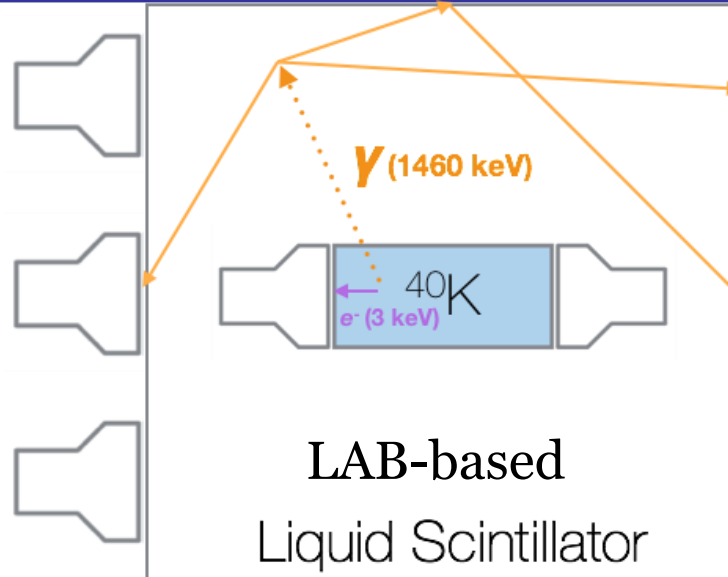 γ (1460 keV)
⁴⁰K
e⁻ (3 keV)
LAB-based
Liquid Scintillator